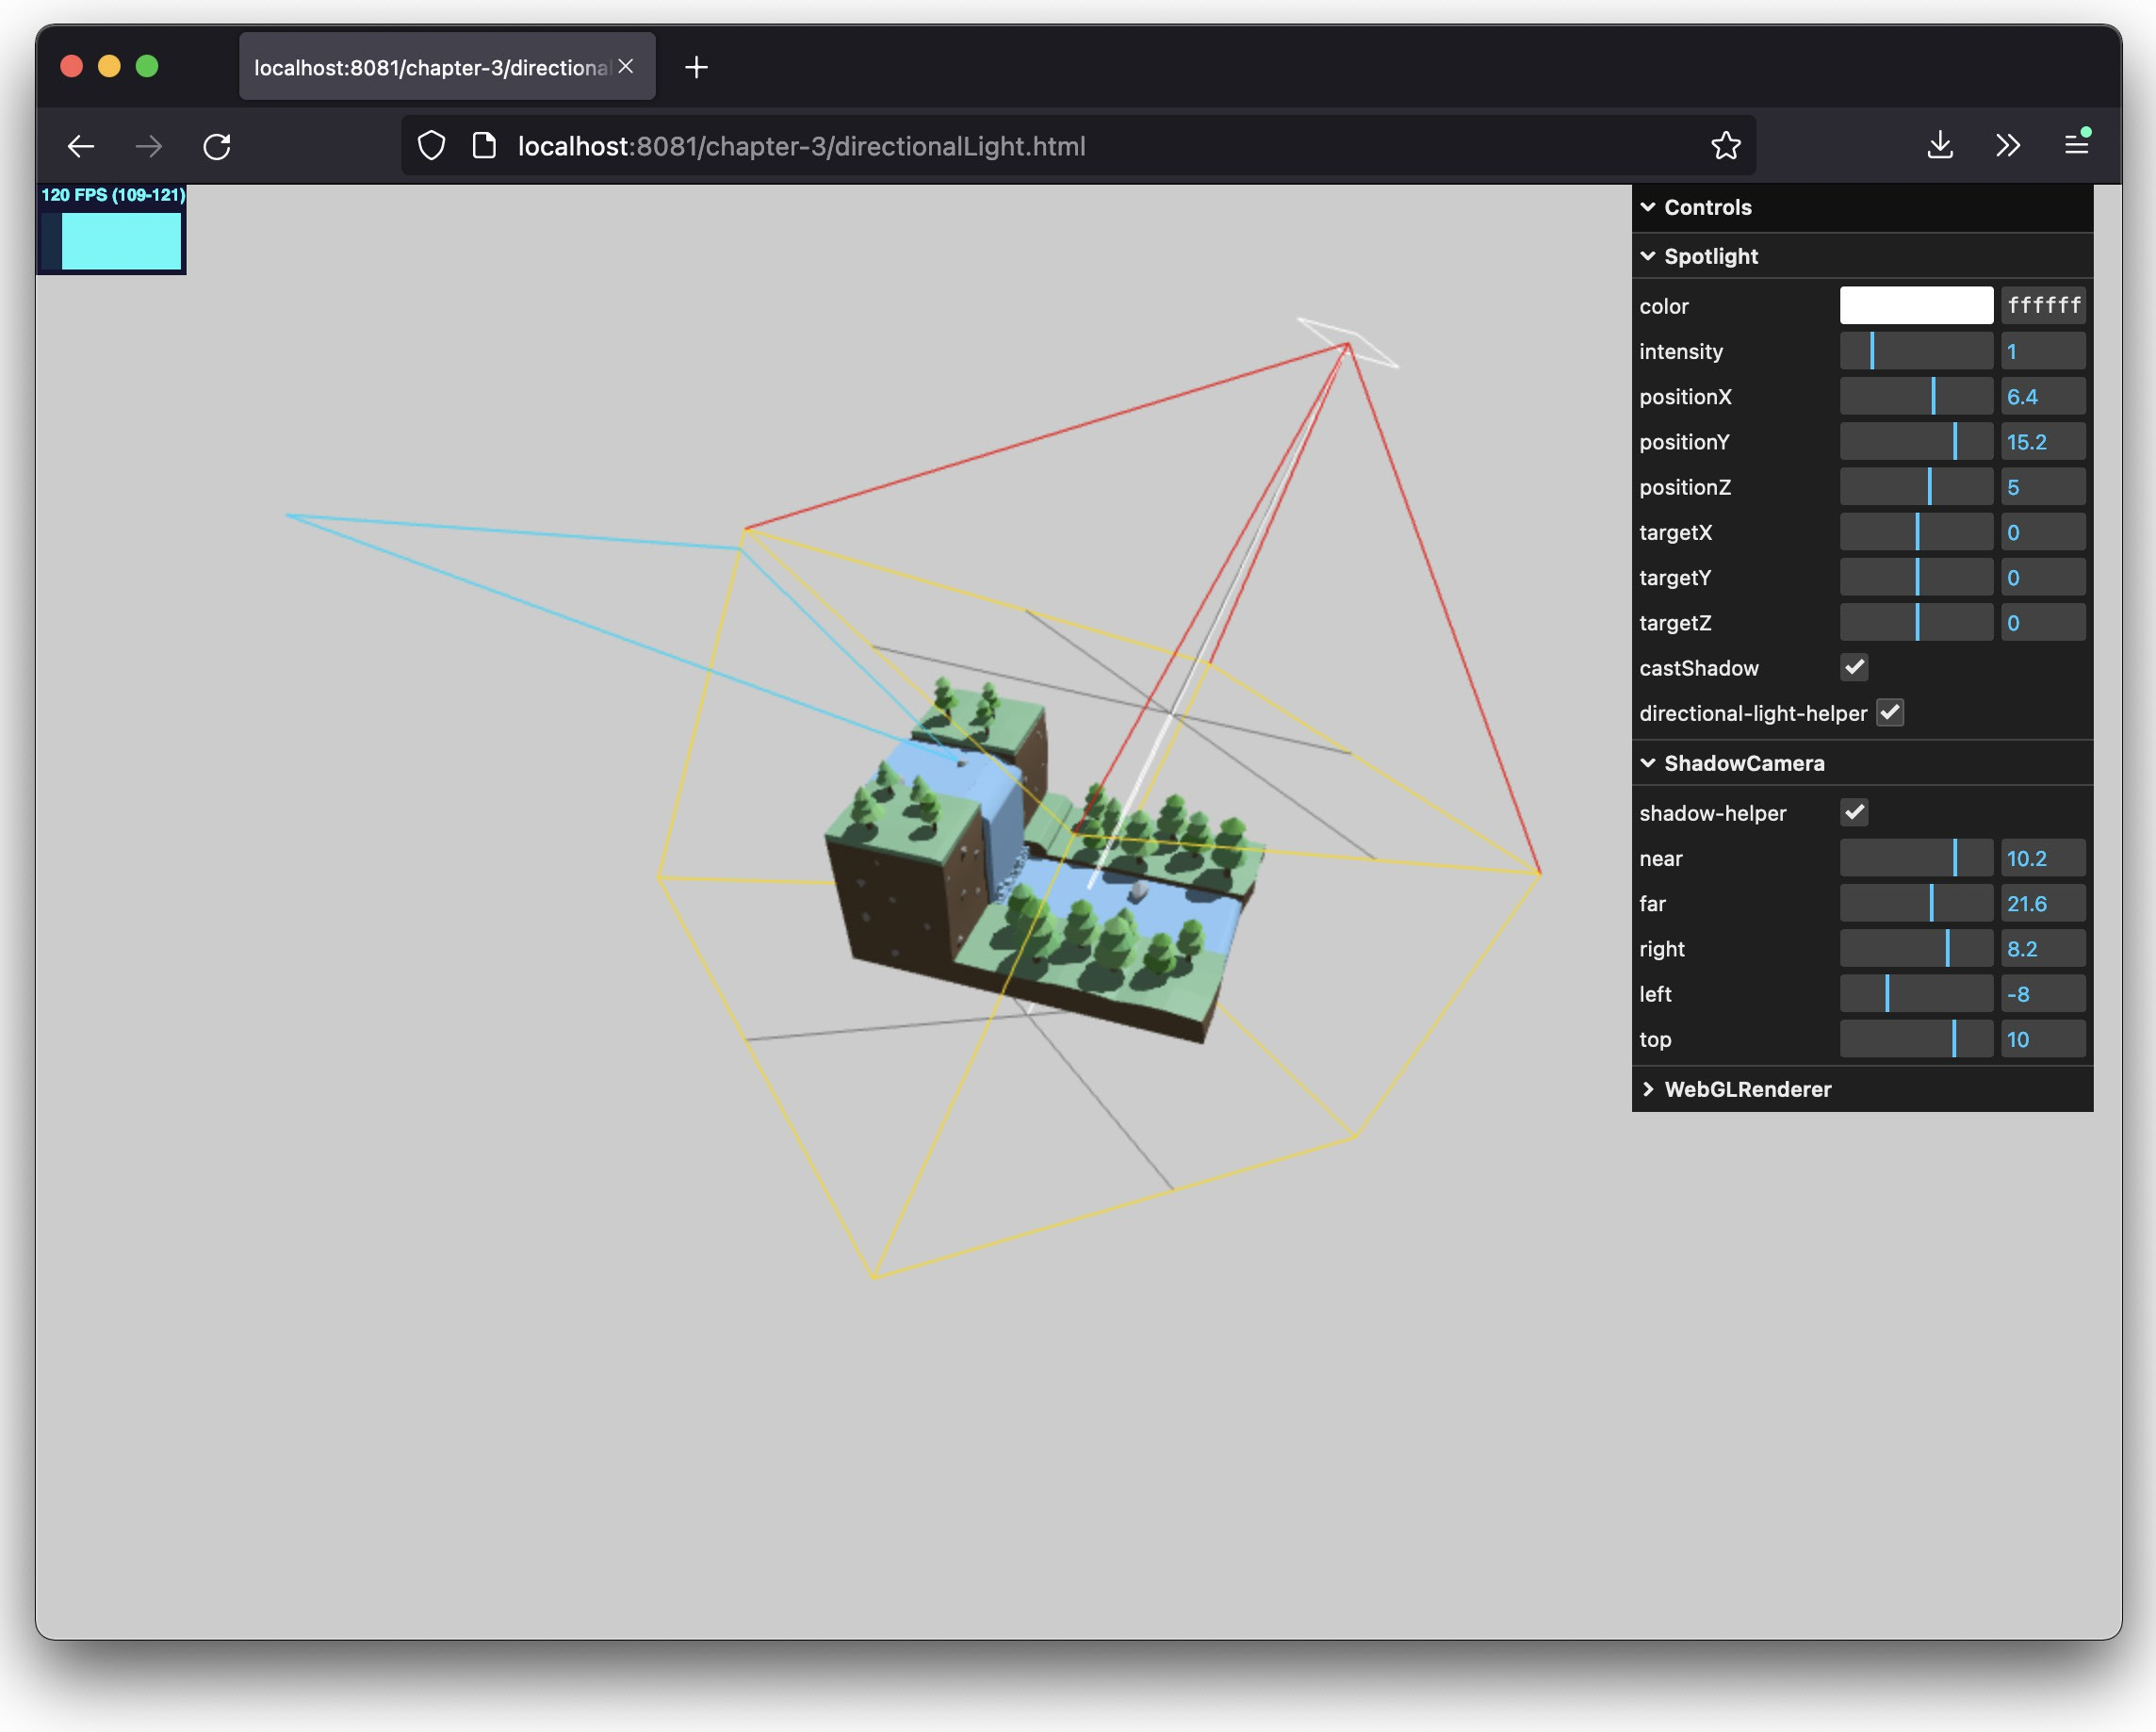 localhost:8081/chapter-3/directional
localhost:8081/chapter-3/directionalLight.html
120 FPS (109-121)
Controls
Spotlight
color ffffff
intensity 1
positionX 6.4
positionY 15.2
positionZ 5
targetX 0
targetY 0
targetZ 0
castShadow
directional-light-helper
ShadowCamera
shadow-helper
near 10.2
far 21.6
right 8.2
left -8
top 10
WebGLRenderer